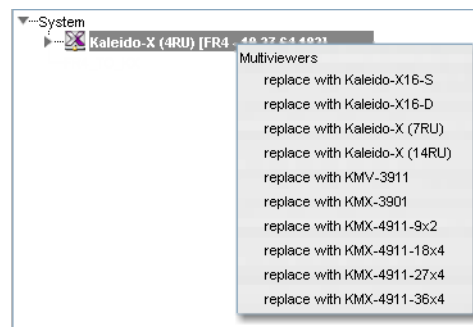 System
Kaleido-X (4RU) [FR4
Multiviewers
replace with Kaleido-X16-S
replace with Kaleido-X16-D
replace with Kaleido-X (7RU)
replace with Kaleido-X (14RU)
replace with KMV-3911
replace with KMX-3901
replace with KMX-4911-9x2
replace with KMX-4911-18x4
replace with KMX-4911-27x4
replace with KMX-4911-36x4